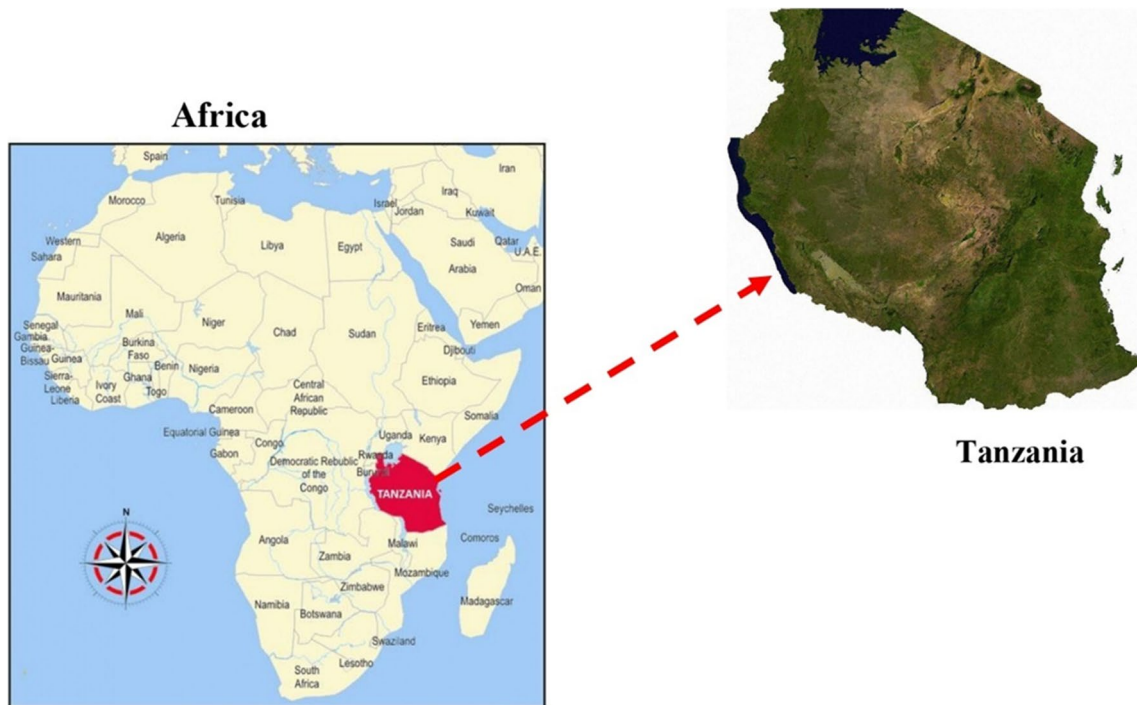 Africa
Spain
Iran
Morocco
Tunisia
Israel
Iraq
Jordan
Kuwait
Western
Sahara
Algeria
Libya
Egypt
Saudi
Arabia
Qatar
U.A.E.
Oman
Mauritania
Mali
Niger
Chad
Sudan
Eritrea
Yemen
Senegal
Gambia
Guinea-
Bissau
Guinea
Burkina
Faso
Djibouti
Sierra-
Leone
Liberia
Ivory
Coast
Ghana
Togo
Benin
Nigeria
Ethiopia
Central
African
Republic
Somalia
Cameroon
Equatorial Guinea
Gabon
Congo
Uganda
Kenya
Rwanda
Democratic Republic
of the
Congo
TANZANIA
Seychelles
N
Angola
Zambia
Malawi
Comoros
Mozambique
Zimbabwe
Madagascar
Namibia
Botswana
Swaziland
Lesotho
South
Africa
Tanzania